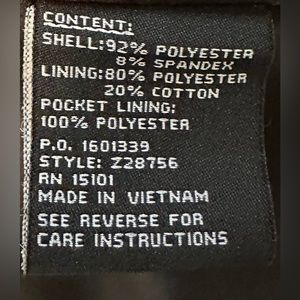 CONTENT:
SHELL:92% POLYESTER
8% SPANDEX
LINING:80% POLYESTER
20% COTTON
POCKET LINING:
100% POLYESTER
P.O. 1601339
STYLE: Z28756
RN 15101
MADE IN VIETNAM
SEE REVERSE FOR
CARE INSTRUCTIONS